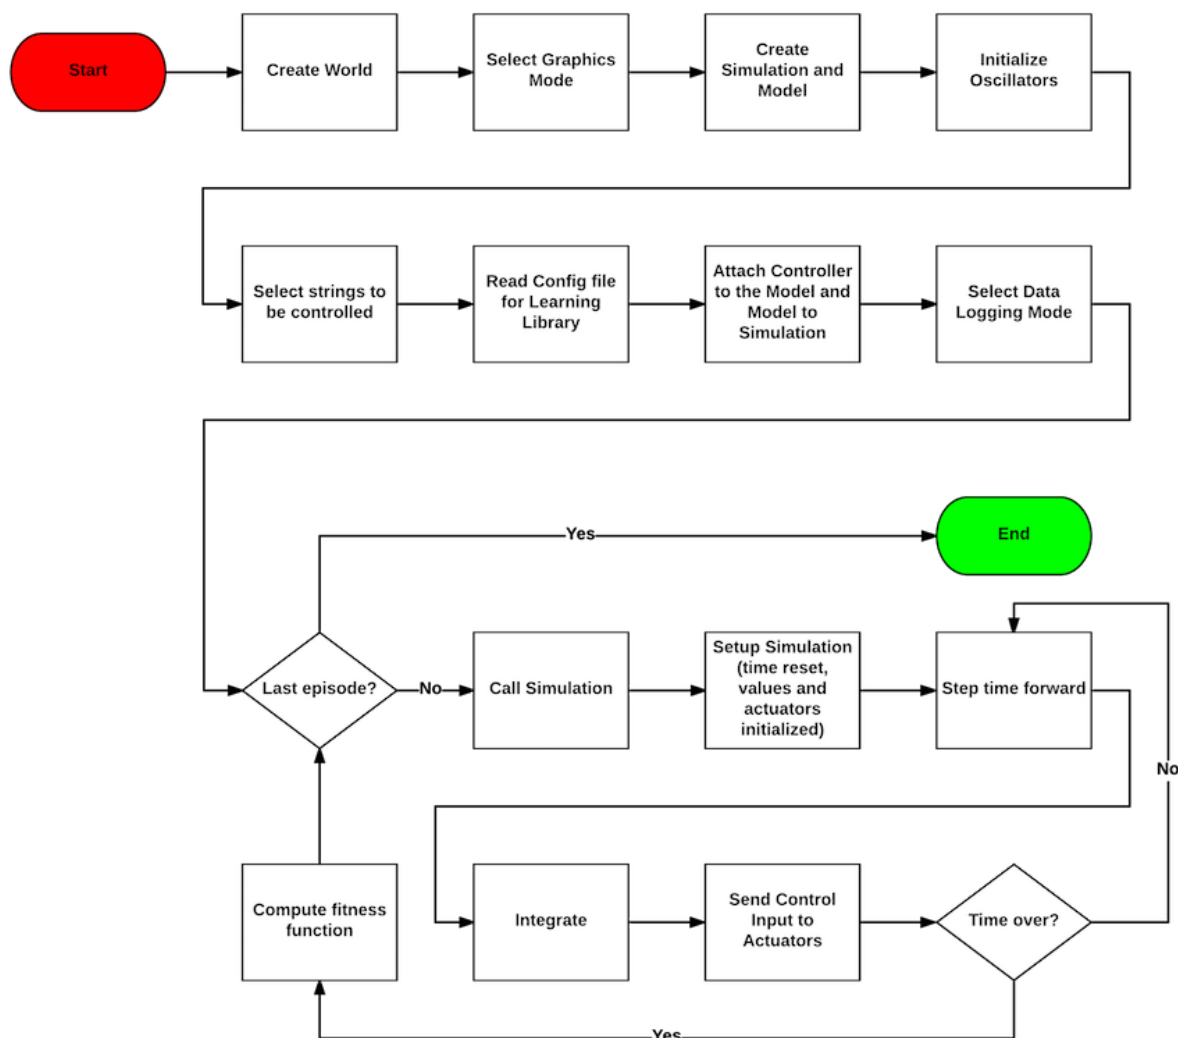 Start
Create World
Select Graphics
Mode
Create
Simulation and
Model
Initialize
Oscillators
Select strings to
be controlled
Read Config file
for Learning
Library
Attach Controller
to the Model and
Model to
Simulation
Select Data
Logging Mode
Yes
End
Last episode?
No
Call Simulation
Setup Simulation
(time reset,
values and
actuators
initialized)
Step time forward
No
Compute fitness
function
Integrate
Send Control
Input to
Actuators
Time over?
Yes